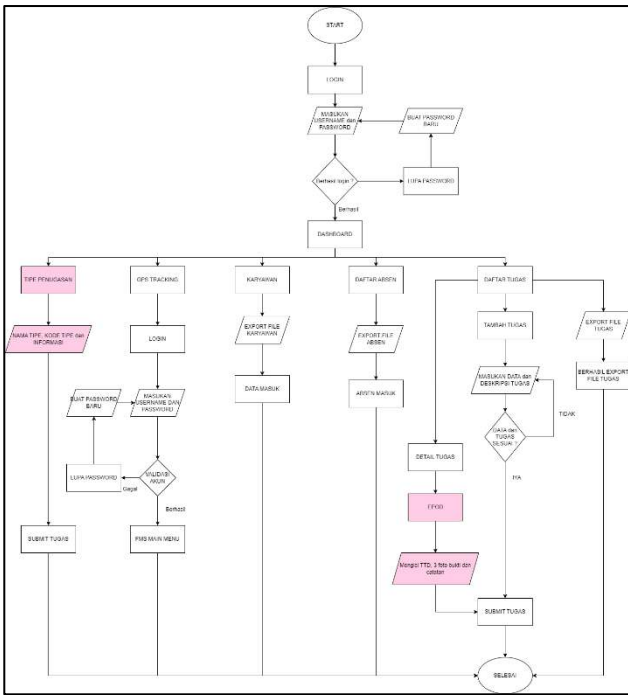 START
LOGIN
MASUKAN
USERNAME dan
PASSWORD
BUAT PASSWORD
BARU
Berhasil login ?
LUPA PASSWORD
Berhasil
DASHBOARD
TIPE PENUGASAN
GPS TRACKING
KARYAWAN
DAFTAR ABSEN
DAFTAR TUGAS
NAMA TIPE, KODE TIPE dan
INFORMASI
LOGIN
EXPORT FILE
KARYAWAN
EXPORT FILE
ABSEN
TAMBAH TUGAS
EXPORT FILE
TUGAS
BUAT PASSWORD
BARU
MASUKAN
USERNAME DAN
PASSWORD
DATA MASUK
ABSEN MASUK
MASUKAN DATA dan
DESKRIPSI TUGAS
BERHASIL EXPORT
FILE TUGAS
TIDAK
DATA dan
TUGAS
SESUAI ?
DETAIL TUGAS
LUPA PASSWORD
Gagal
VALIDASI
AKUN
IYA
Berhasil
EPOD
SUBMIT TUGAS
FMS MAIN MENU
Mengisi TTD, 3 foto bukti dan
catatan
SUBMIT TUGAS
SELESAI